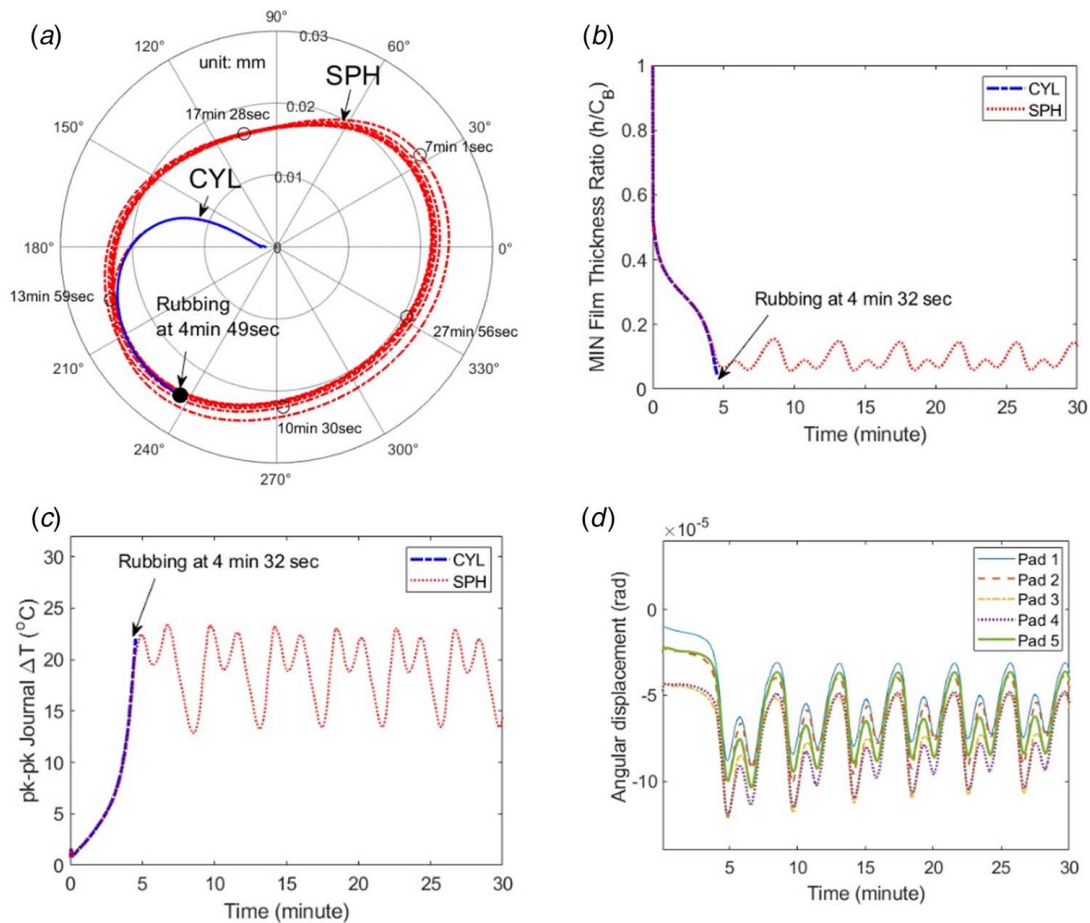 (a)
90°
120°
60°
0.03
unit: mm
SPH
0.02
17min 28sec
150°
30°
7min 1sec
CYL
0.01
180°
0
0°
13min 59sec
Rubbing
at 4min 49sec
27min 56sec
210°
330°
10min 30sec
240°
300°
270°
(b)
MIN Film Thickness Ratio (h/C_B)
1
0.8
0.6
0.4
0.2
0
CYL
SPH
Rubbing at 4 min 32 sec
0 5 10 15 20 25 30
Time (minute)
(c)
pk-pk Journal ΔT (°C)
30
25
20
15
10
5
0
Rubbing at 4 min 32 sec
CYL
SPH
0 5 10 15 20 25 30
Time (minute)
(d)
×10⁻⁵
Angular displacement (rad)
0
-5
-10
Pad 1
Pad 2
Pad 3
Pad 4
Pad 5
5 10 15 20 25 30
Time (minute)